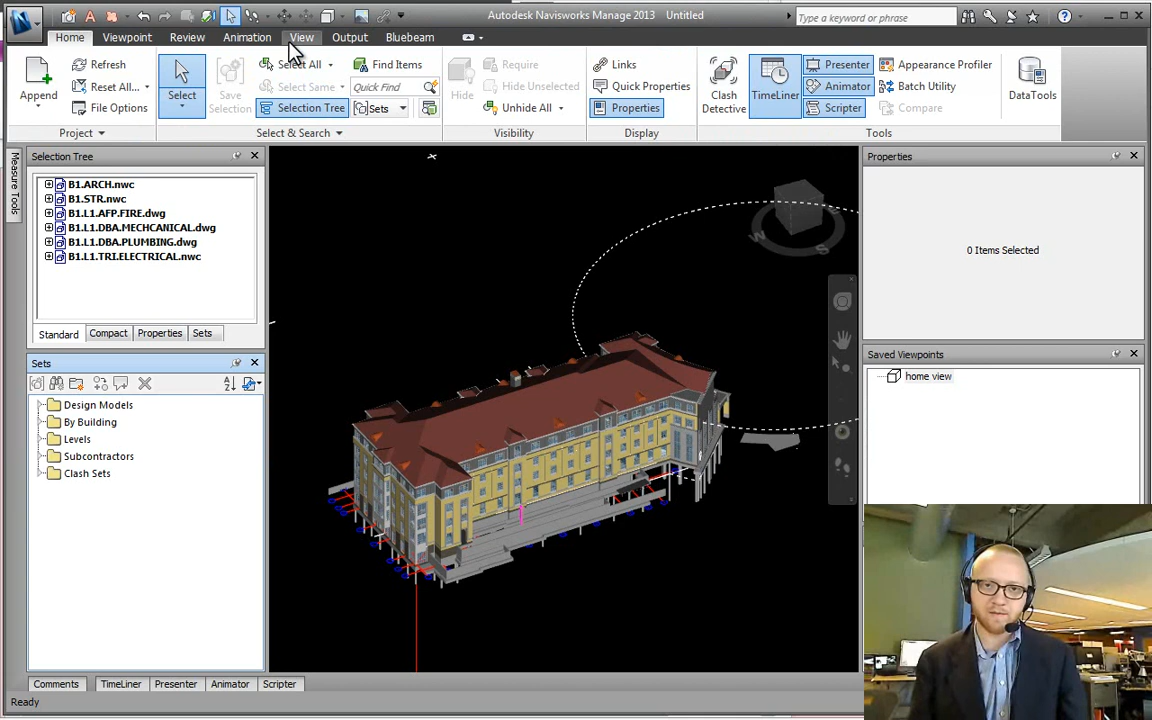 Autodesk Navisworks Manage 2013 Untitled
Type a keyword or phrase
Home Viewpoint Review Animation View Output Bluebeam
Append
Refresh
Reset All...
File Options
Project
Select
Save Selection
Select All
Select Same
Selection Tree
Find Items
Quick Find
Sets
Select & Search
Hide
Require
Hide Unselected
Unhide All
Visibility
Links
Quick Properties
Properties
Display
Clash Detective
TimeLiner
Presenter
Animator
Scripter
Appearance Profiler
Batch Utility
Compare
Tools
DataTools
Measure Tools
Selection Tree
B1.ARCH.nwc
B1.STR.nwc
B1.L1.AFP.FIRE.dwg
B1.L1.DBA.MECHCANICAL.dwg
B1.L1.DBA.PLUMBING.dwg
B1.L1.TRI.ELECTRICAL.nwc
Standard Compact Properties Sets
Sets
Design Models
By Building
Levels
Subcontractors
Clash Sets
W
S
Properties
0 Items Selected
Saved Viewpoints
home view
Comments TimeLiner Presenter Animator Scripter
Ready